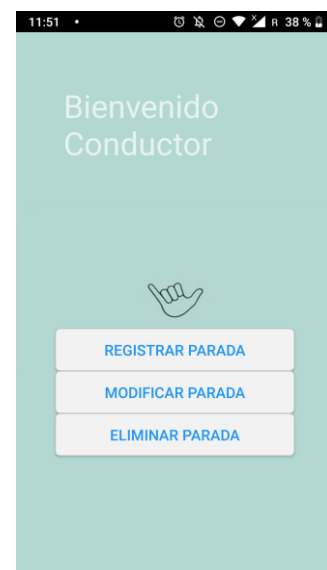 11:51 R 38 %
Bienvenido
Conductor
REGISTRAR PARADA
MODIFICAR PARADA
ELIMINAR PARADA